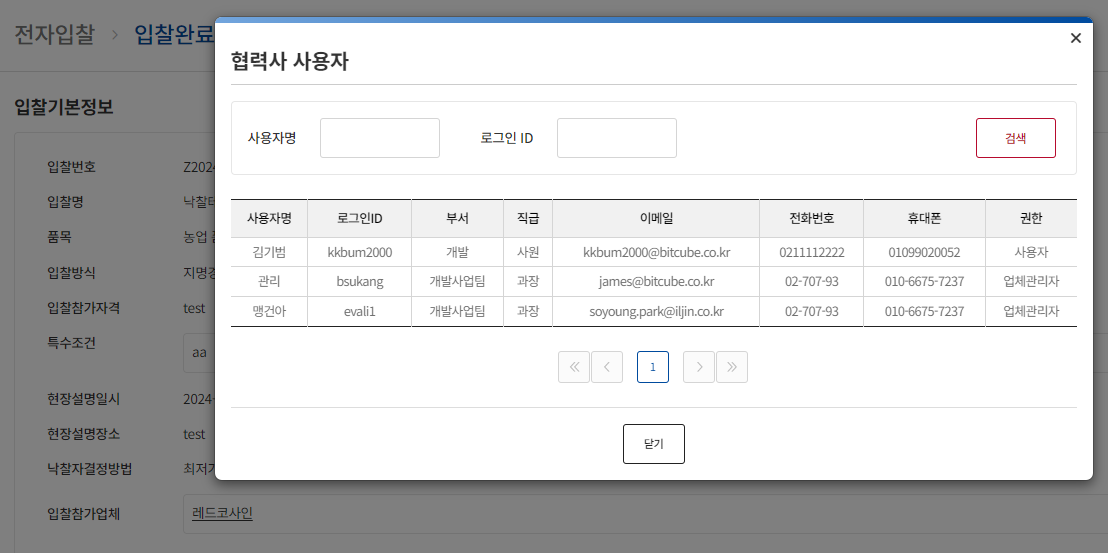 전자입찰 > 입찰완료
입찰기본정보
입찰번호 Z2024
입찰명
품목 농업
입찰방식 지명경
입찰참가자격 test
특수조건 aa
현장설명일시 2024-
현장설명장소 test
낙찰자결정방법 최저가
입찰참가업체 레드코사인
×
협력사 사용자
사용자명 로그인 ID 검색
사용자명 로그인ID 부서 직급 이메일 전화번호 휴대폰 권한
김기범 kkbum2000 개발 사원 kkbum2000@bitcube.co.kr 0211112222 01099020052 사용자
관리 bsukang 개발사업팀 과장 james@bitcube.co.kr 02-707-93 010-6675-7237 업체관리자
맹건아 evali1 개발사업팀 과장 soyoung.park@iljin.co.kr 02-707-93 010-6675-7237 업체관리자
« < 1 > »
닫기